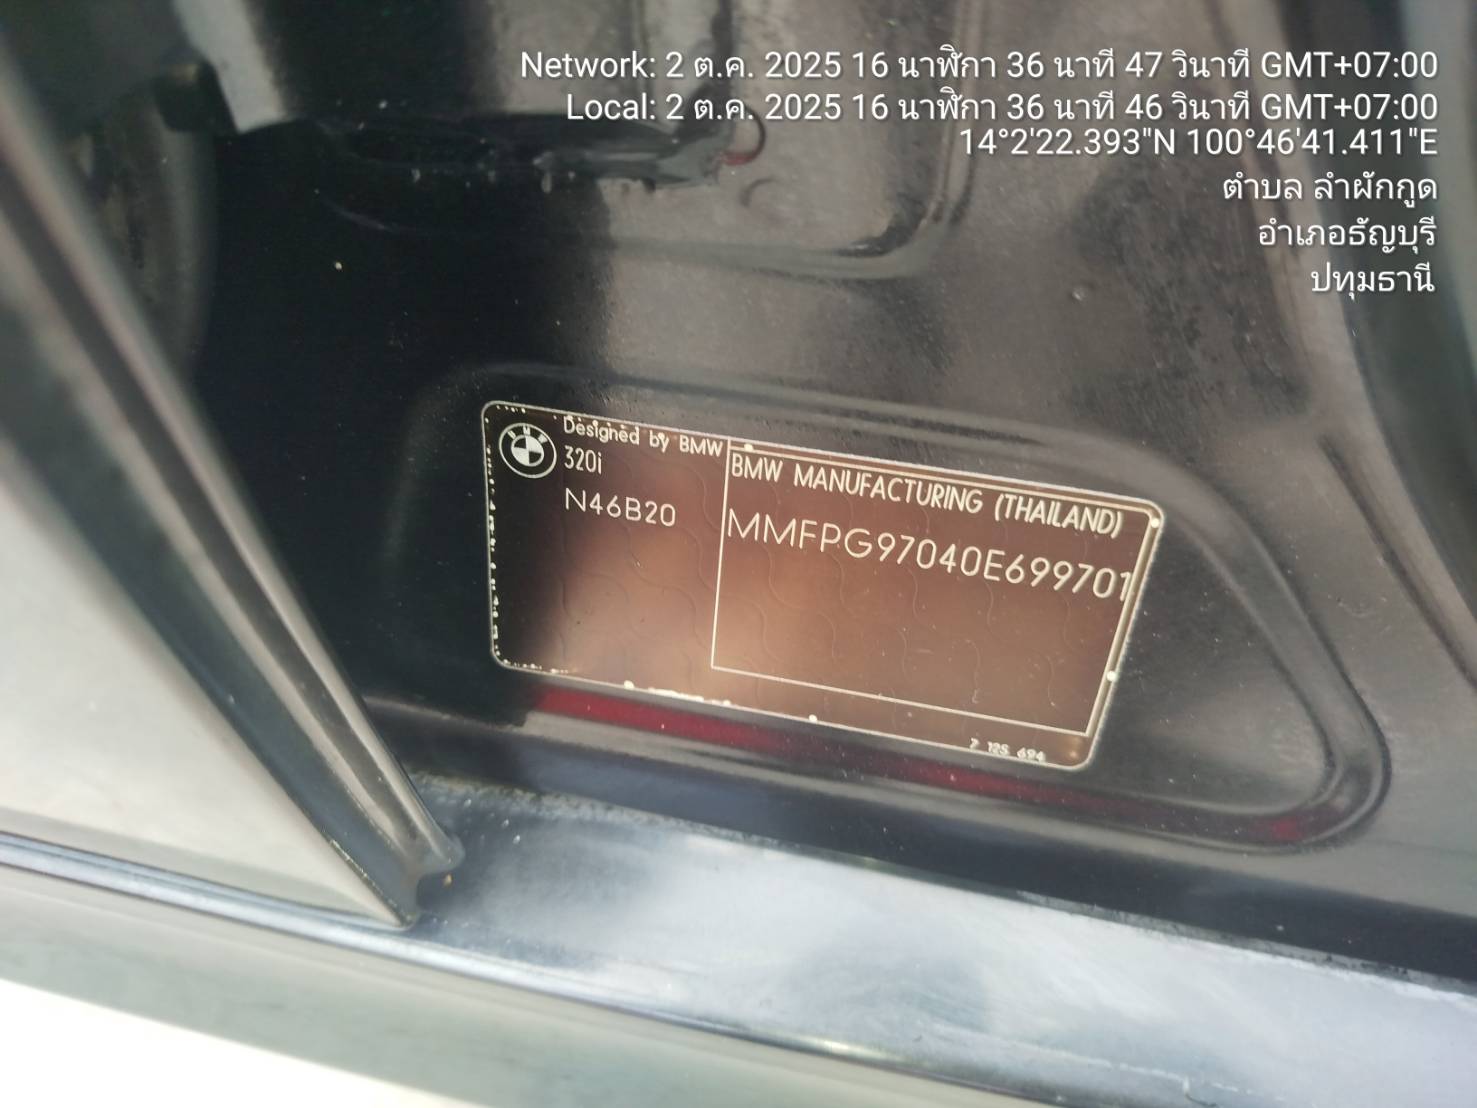 Network: 2 ต.ค. 2025 16 นาฬิกา 36 นาที 47 วินาที GMT+07:00
Local: 2 ต.ค. 2025 16 นาฬิกา 36 นาที 46 วินาที GMT+07:00
14°2'22.393"N 100°46'41.411"E
ตำบล ลำผักกูด
อำเภอธัญบุรี
ปทุมธานี
BMW
Designed by BMW
320i
N46B20
BMW MANUFACTURING (THAILAND)
MMFPG97040E699701
7 125 694